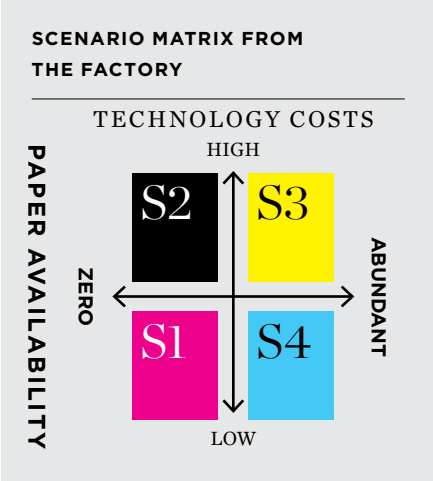 SCENARIO MATRIX FROM
THE FACTORY
TECHNOLOGY COSTS
HIGH
PAPER AVAILABILITY
S2
S3
ZERO
ABUNDANT
S1
S4
LOW